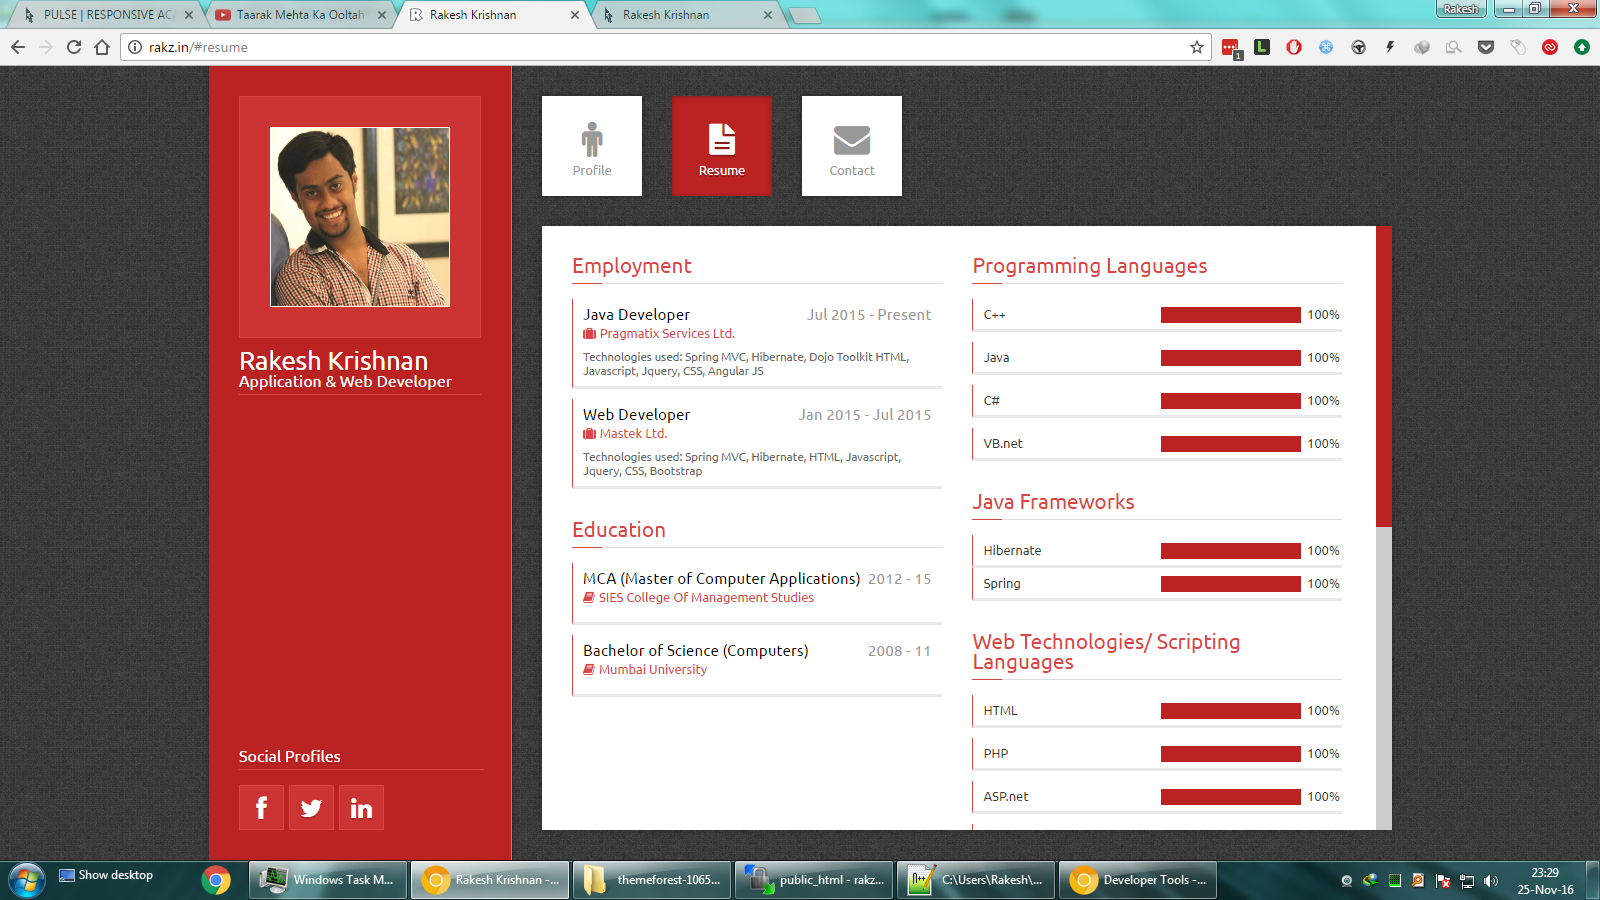 PULSE | RESPONSIVE ACA
Taarak Mehta Ka Ooltah
Rakesh Krishnan
Rakesh Krishnan
Rakesh
rakz.in/#resume
1
Profile
Resume
Contact
Rakesh Krishnan
Application & Web Developer
Social Profiles
Employment
Java Developer Jul 2015 - Present
Pragmatix Services Ltd.
Technologies used: Spring MVC, Hibernate, Dojo Toolkit HTML,
Javascript, Jquery, CSS, Angular JS
Web Developer Jan 2015 - Jul 2015
Mastek Ltd.
Technologies used: Spring MVC, Hibernate, HTML, Javascript,
Jquery, CSS, Bootstrap
Education
MCA (Master of Computer Applications) 2012 - 15
SIES College Of Management Studies
Bachelor of Science (Computers) 2008 - 11
Mumbai University
Programming Languages
C++ 100%
Java 100%
C# 100%
VB.net 100%
Java Frameworks
Hibernate 100%
Spring 100%
Web Technologies/ Scripting
Languages
HTML 100%
PHP 100%
ASP.net 100%
Show desktop
Windows Task M...
Rakesh Krishnan -...
themeforest-1065...
public_html - rakz...
C:\Users\Rakesh\...
Developer Tools -...
23:29
25-Nov-16